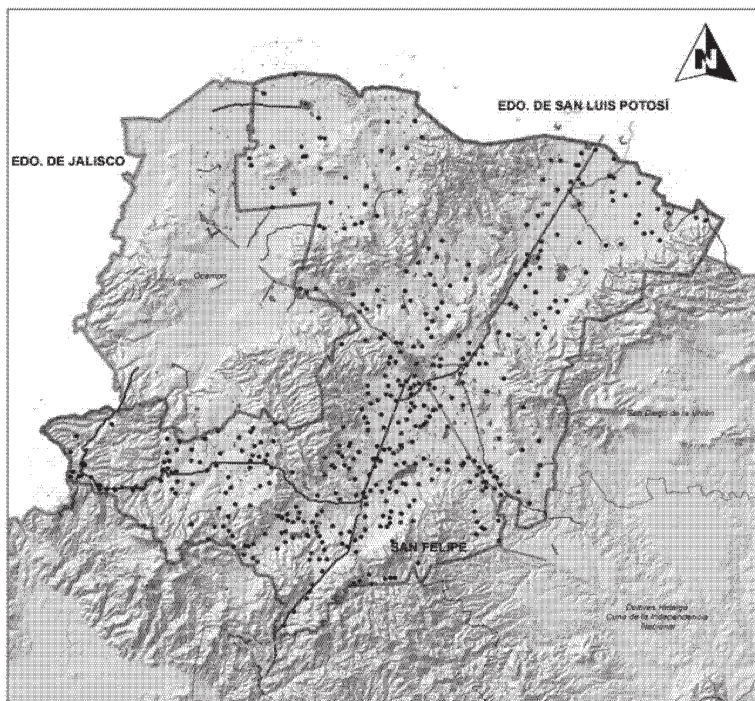 N
EDO. DE SAN LUIS POTOSÍ
EDO. DE JALISCO
Ocampo
San Diego de la Unión
SAN FELIPE
Dolores Hidalgo
Cuna de la Independencia
Nacional